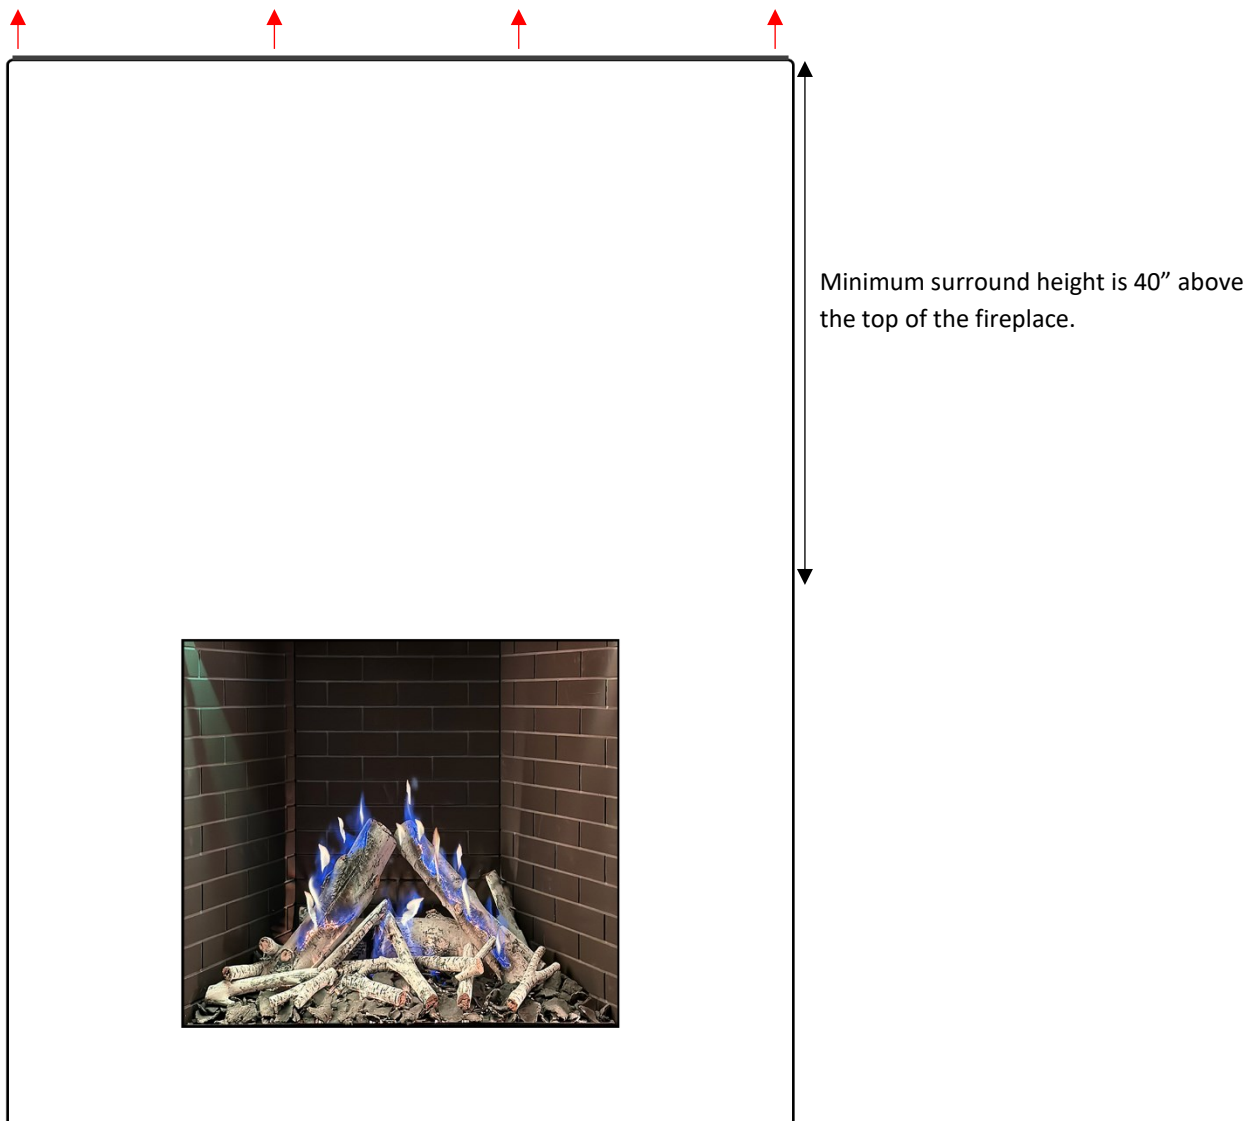 Minimum surround height is 40” above
the top of the fireplace.